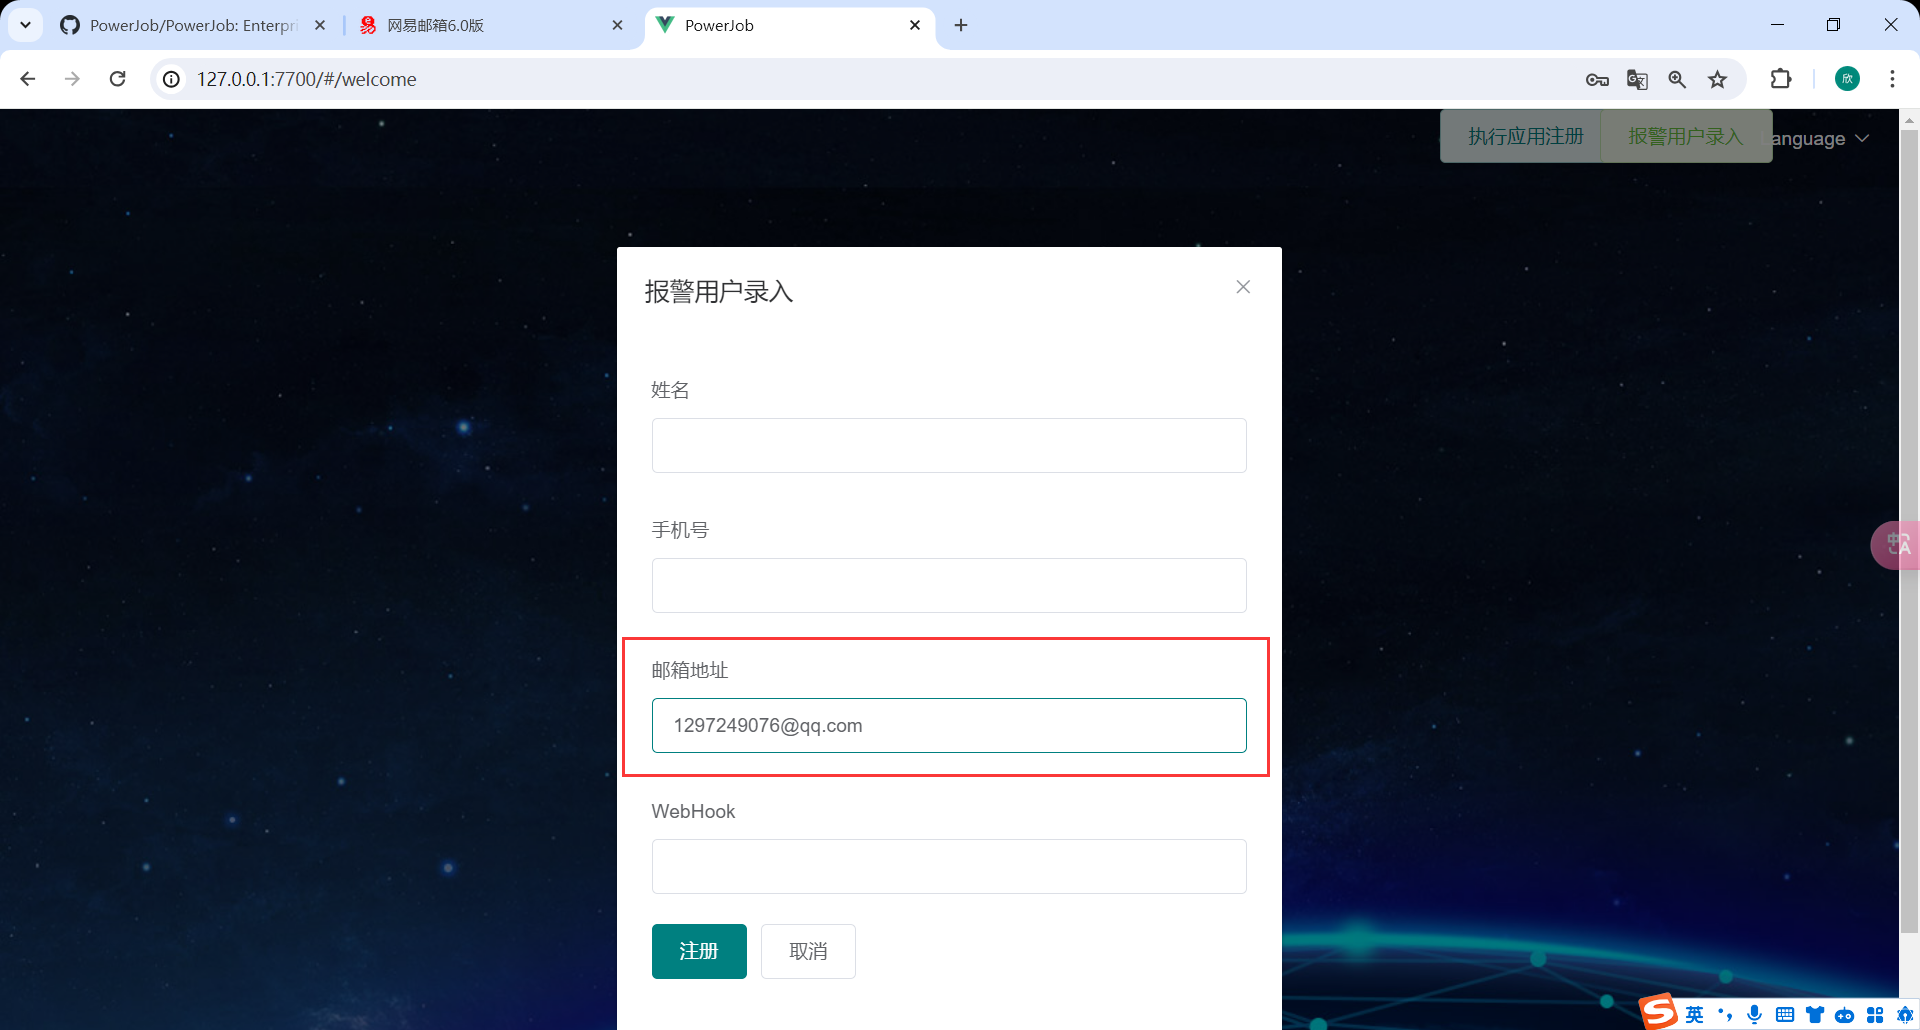 PowerJob/PowerJob: Enterpri
网易邮箱6.0版
PowerJob
127.0.0.1:7700/#/welcome
欣
执行应用注册
报警用户录入
anguage
报警用户录入
姓名
手机号
邮箱地址
1297249076@qq.com
WebHook
注册
取消
英